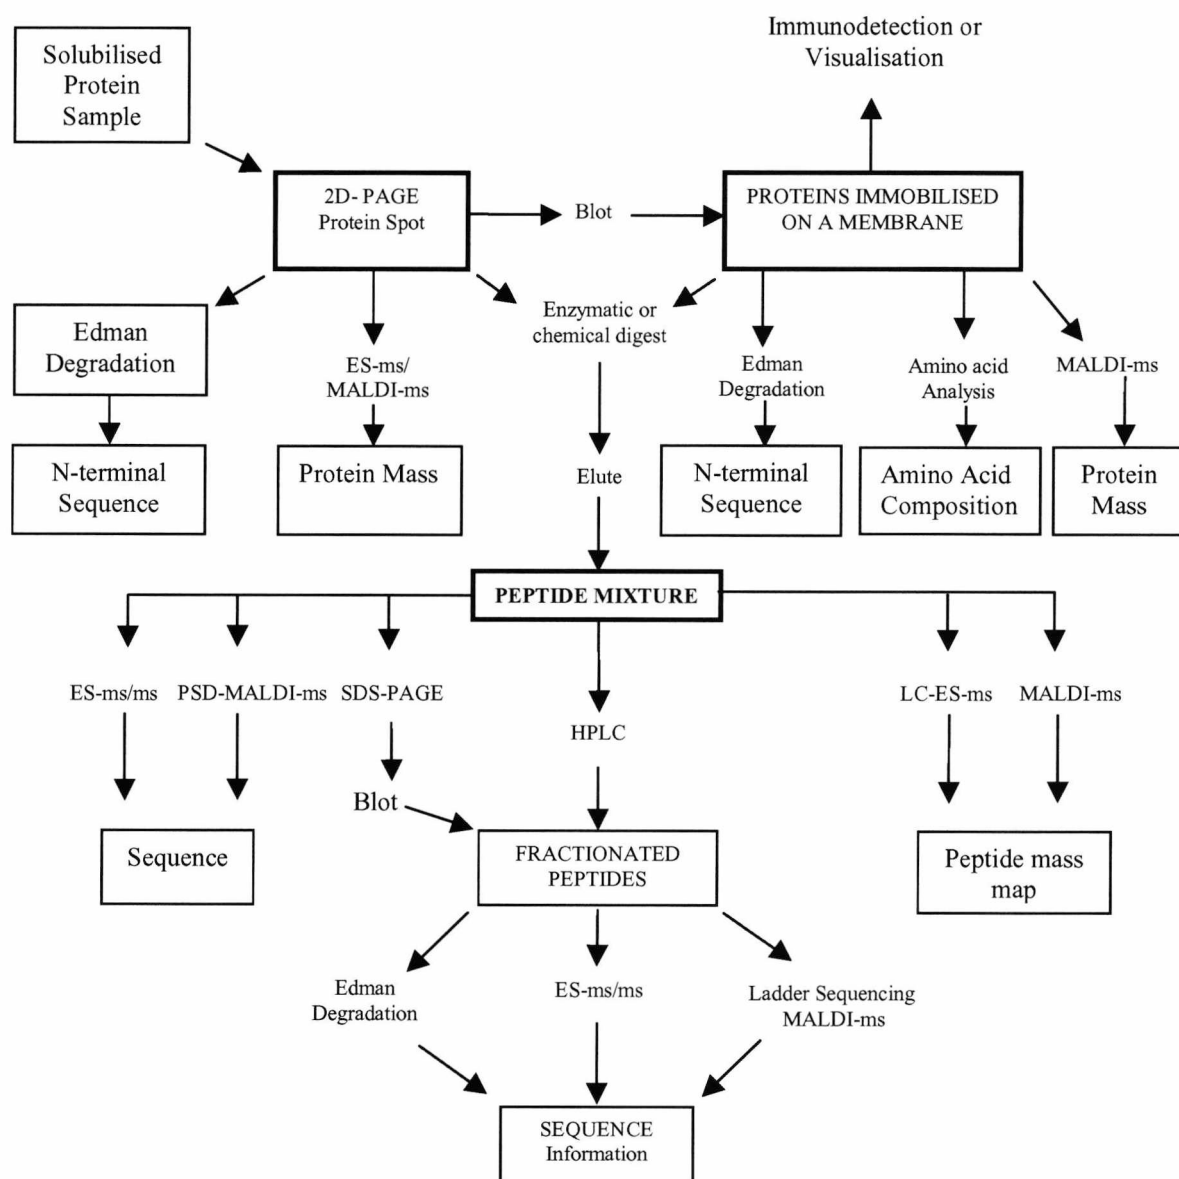 Solubilised
Protein
Sample
Immunodetection or
Visualisation
2D- PAGE
Protein Spot
Blot
PROTEINS IMMOBILISED
ON A MEMBRANE
Edman
Degradation
ES-ms/
MALDI-ms
Enzymatic or
chemical digest
Edman
Degradation
Amino acid
Analysis
MALDI-ms
N-terminal
Sequence
Protein Mass
Elute
N-terminal
Sequence
Amino Acid
Composition
Protein
Mass
PEPTIDE MIXTURE
ES-ms/ms
PSD-MALDI-ms
SDS-PAGE
HPLC
LC-ES-ms
MALDI-ms
Blot
Sequence
FRACTIONATED
PEPTIDES
Peptide mass
map
Edman
Degradation
ES-ms/ms
Ladder Sequencing
MALDI-ms
SEQUENCE
Information